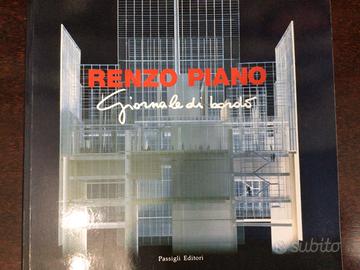 RENZO PIANO
Giornale di bordo
Passigli Editori
subito